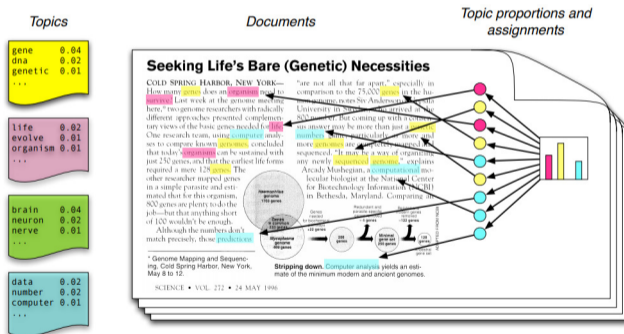 Topics
Documents
Topic proportions and
assignments
gene 0.04
dna 0.02
genetic 0.01
...
life 0.02
evolve 0.01
organism 0.01
...
brain 0.04
neuron 0.02
nerve 0.01
...
data 0.02
number 0.02
computer 0.01
...
Seeking Life's Bare (Genetic) Necessities
COLD SPRING HARBOR, NEW YORK—
How many genes does an organism need to
survive? Last week at the genome meeting
here,* two genome researchers with radically
different approaches presented complemen-
tary views of the basic genes needed for life.
One research team, using computer analy-
ses to compare known genomes, concluded
that today's organisms can be sustained with
just 250 genes, and that the earliest life forms
required a mere 128 genes. The
other researcher mapped genes
in a simple parasite and esti-
mated that for this organism,
800 genes are plenty to do the
job—but that anything short
of 100 wouldn't be enough.
Although the numbers don't
match precisely, those predictions
* Genome Mapping and Sequenc-
ing, Cold Spring Harbor, New York,
May 8 to 12.
"are not all that far apart," especially in
comparison to the 75,000 genes in the hu-
man genome, notes Siv Andersson
University in arrived at the
800 number. But coming up with a consen-
sus answer may be more than just a genetic
numbers particularly as more and
more genomes are mapped and
sequenced. "It may be a way of organizing
any newly sequenced genome," explains
Arcady Mushegian, a computational mo-
lecular biologist at the National Center
for Biotechnology Information (NCBI)
in Bethesda, Maryland. Comparing an
Stripping down. Computer analysis yields an esti-
mate of the minimum modern and ancient genomes.
SCIENCE • VOL. 272 • 24 MAY 1996